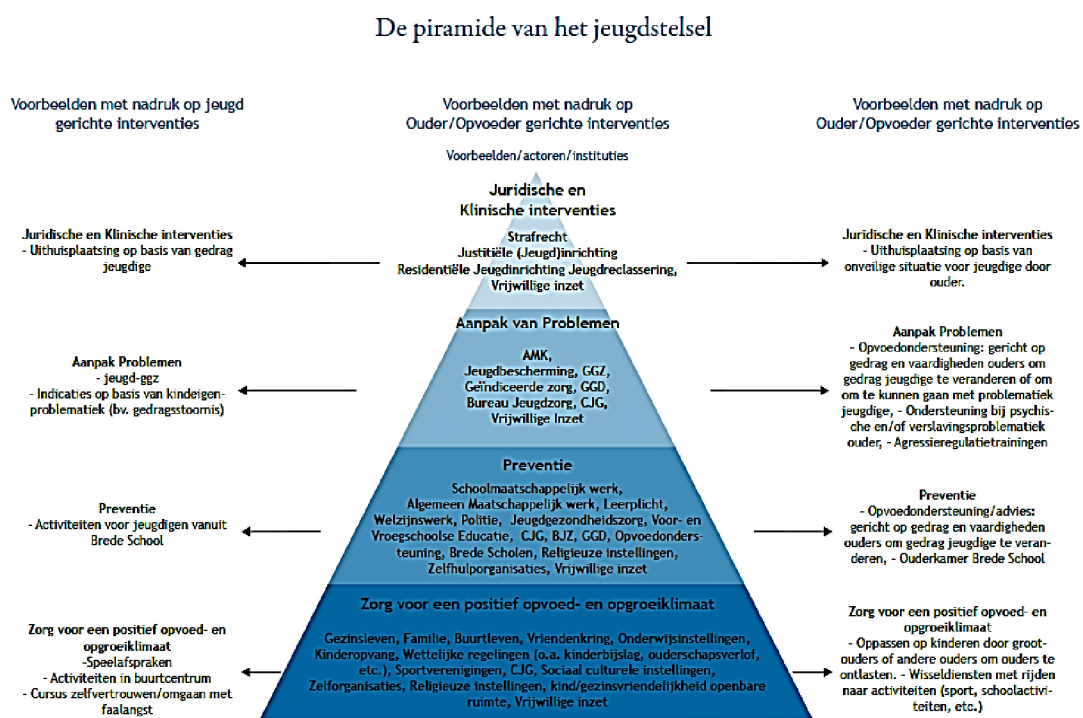 De piramide van het jeugdstelsel
Voorbeelden met nadruk op jeugd
gerichte interventies
Voorbeelden met nadruk op
Ouder/Opvoeder gerichte interventies
Voorbeelden met nadruk op
Ouder/Opvoeder gerichte interventies
Voorbeelden/actoren/instituties
Juridische en
Klinische interventies
Strafrecht
Justitiële (Jeugd)inrichting
Residentiële Jeugdinrichting Jeugdreclassering,
Vrijwillige inzet
Juridische en Klinische interventies
- Uithuisplaatsing op basis van gedrag
jeugdige
Juridische en Klinische interventies
- Uithuisplaatsing op basis van
onveilige situatie voor jeugdige door
ouder.
Aanpak van Problemen
AMK,
Jeugdbescherming, GGZ,
Geïndiceerde zorg, GGD,
Bureau Jeugdzorg, CJG,
Vrijwillige Inzet
Aanpak Problemen
- jeugd-ggz
- Indicaties op basis van kindeigen-
problematiek (bv. gedragsstoornis)
Aanpak Problemen
- Opvoedondersteuning: gericht op
gedrag en vaardigheden ouders om
gedrag jeugdige te veranderen of om
om te kunnen gaan met problematiek
jeugdige, - Ondersteuning bij psychi-
sche en/of verslavingsproblematiek
ouder, - Agressieregulatietrainingen
Preventie
Schoolmaatschappelijk werk,
Algemeen Maatschappelijk werk, Leerplicht,
Welzijnswerk, Politie, Jeugdgezondheidszorg, Voor- en
Vroegschoolse Educatie, CJG, BJZ, GGD, Opvoedonders-
teuning, Brede Scholen, Religieuze instellingen,
Zelfhulporganisaties, Vrijwillige inzet
Preventie
- Activiteiten voor jeugdigen vanuit
Brede School
Preventie
- Opvoedondersteuning/advies:
gericht op gedrag en vaardigheden
ouders om gedrag jeugdige te veran-
deren, - Ouderkamer Brede School
Zorg voor een positief opvoed- en opgroeiklimaat
Gezinsleven, Familie, Buurtleven, Vriendenkring, Onderwijsinstellingen,
Kinderopvang, Wettelijke regelingen (o.a. kinderbijslag, ouderschapsverlof,
etc.), Sportverenigingen, CJG, Sociaal culturele instellingen,
Zelforganisaties, Religieuze instellingen, kind/gezinsvriendelijkheid openbare
ruimte, Vrijwillige inzet
Zorg voor een positief opvoed- en
opgroeiklimaat
-Speelafspraken
- Activiteiten in buurtcentrum
- Cursus zelfvertrouwen/omgaan met
faalangst
Zorg voor een positief opvoed- en
opgroeiklimaat
- Oppassen op kinderen door groot-
ouders of andere ouders om ouders te
ontlasten. - Wisseldiensten met rijden
naar activiteiten (sport, schoolactivi-
teiten, etc.)